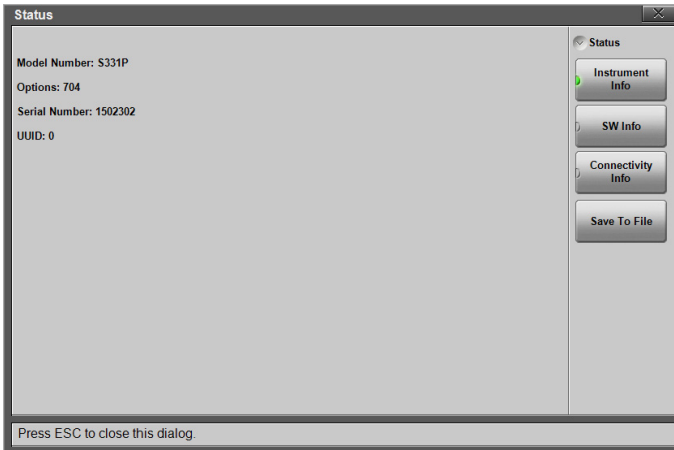 Status
Model Number: S331P
Options: 704
Serial Number: 1502302
UUID: 0
Status
Instrument
Info
SW Info
Connectivity
Info
Save To File
Press ESC to close this dialog.